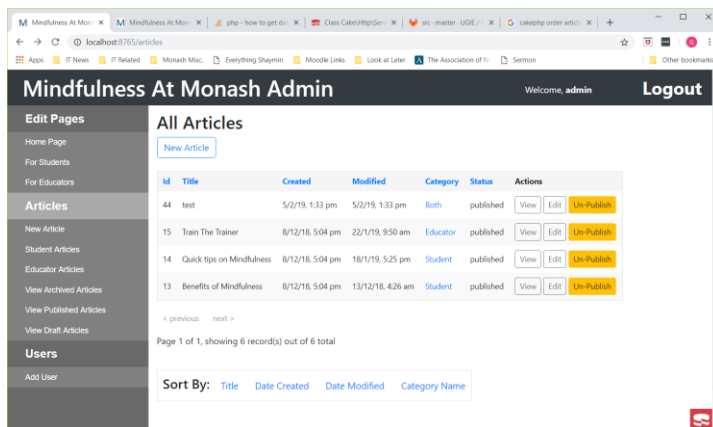 Mindfulness At Mona
Mindfulness At Mon
php - how to get dat
Class Cake\Http\Ser
src · master · UGIE /
cakephp order articl
localhost:8765/articles
Apps IT News IT Related Monash Misc. Everything Shaymin Moodle Links Look at Later The Association of Sermon Other bookmarks
Mindfulness At Monash Admin Welcome, admin Logout
Edit Pages
Home Page
For Students
For Educators
Articles
New Article
Student Articles
Educator Articles
View Archived Articles
View Published Articles
View Draft Articles
Users
Add User
All Articles
New Article
Id Title Created Modified Category Status Actions
44 test 5/2/19, 1:33 pm 5/2/19, 1:33 pm Both published View Edit Un-Publish
15 Train The Trainer 8/12/18, 5:04 pm 22/1/19, 9:50 am Educator published View Edit Un-Publish
14 Quick tips on Mindfulness 8/12/18, 5:04 pm 18/1/19, 5:25 pm Student published View Edit Un-Publish
13 Benefits of Mindfulness 8/12/18, 5:04 pm 13/12/18, 4:26 am Student published View Edit Un-Publish
< previous next >
Page 1 of 1, showing 6 record(s) out of 6 total
Sort By: Title Date Created Date Modified Category Name